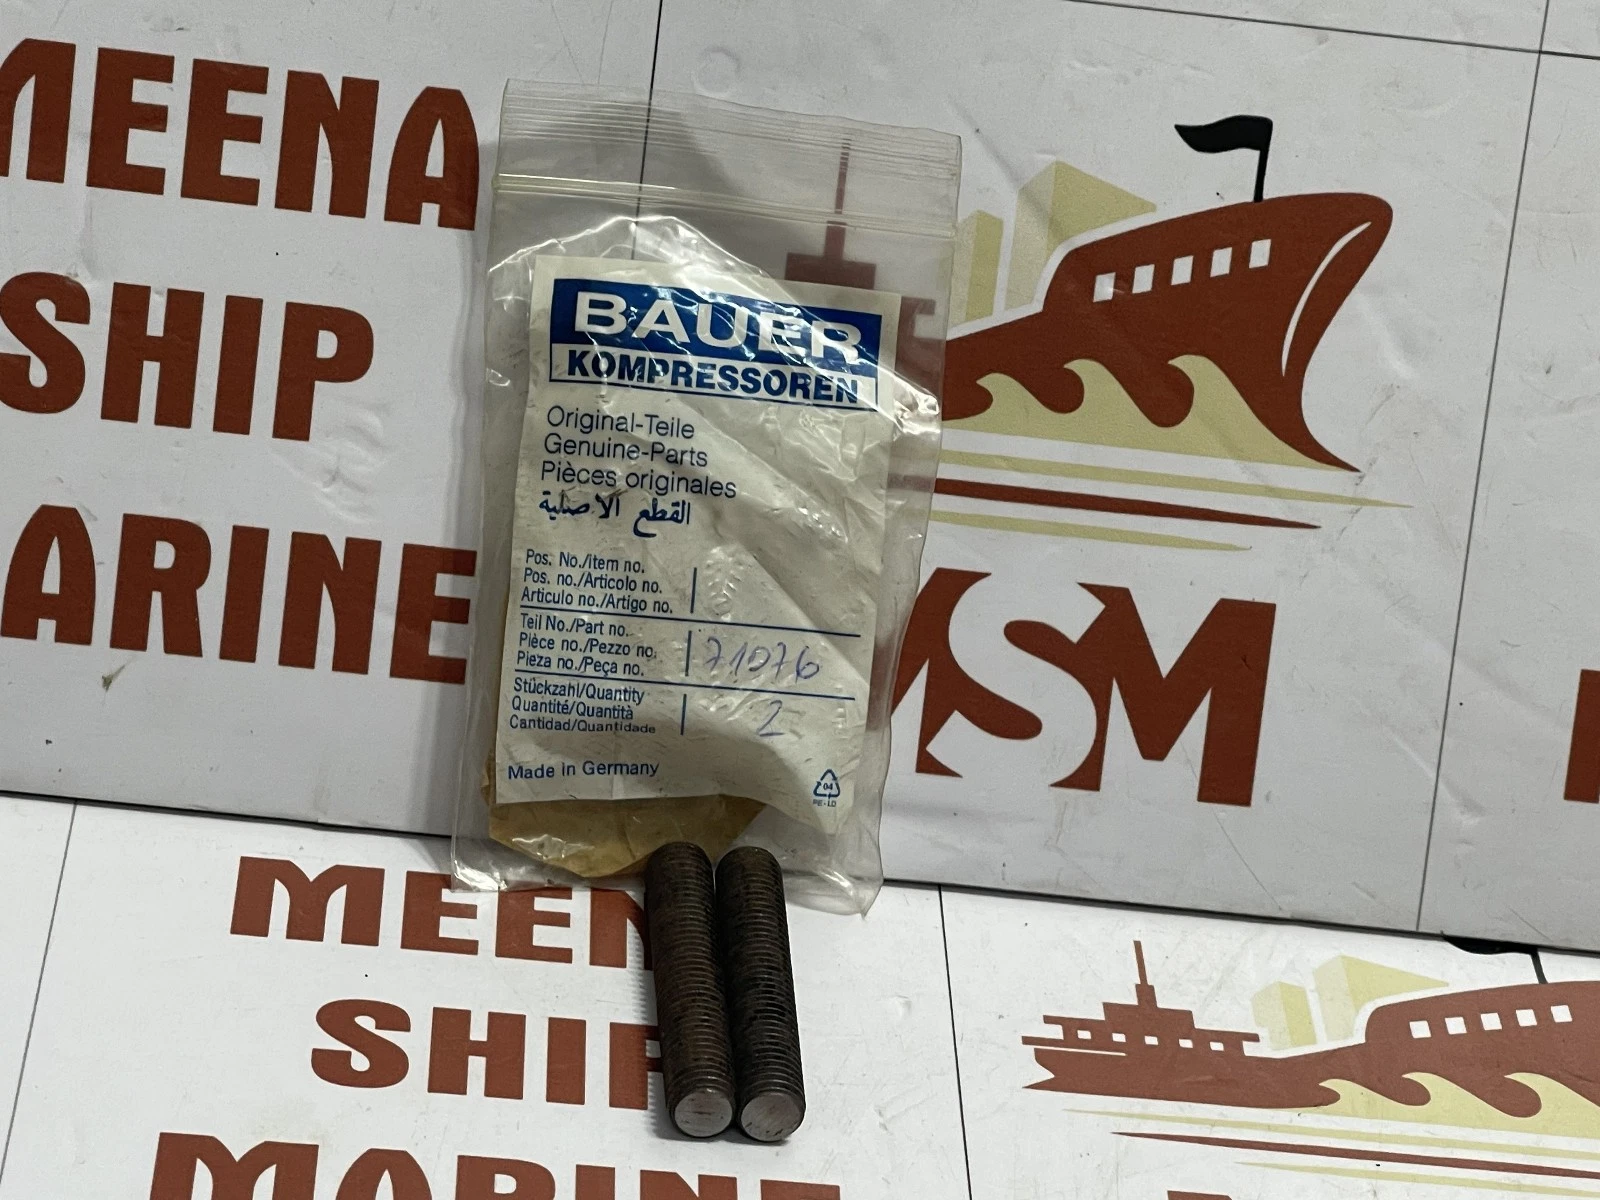 MEENA
SHIP
MARINE
MSM
BAUER
KOMPRESSOREN
Original-Teile
Genuine-Parts
Pièces originales
القطع الاصلية
Pos. No./item no.
Pos. no./Articolo no.
Articulo no./Artigo no.
Teil No./Part no.
Pièce no./Pezzo no.
Pieza no./Peça no.
71076
Stückzahl/Quantity
Quantité/Quantità
Cantidad/Quantidade
2
Made in Germany
04
PE-LD
MEEN
SHIP
MARINE